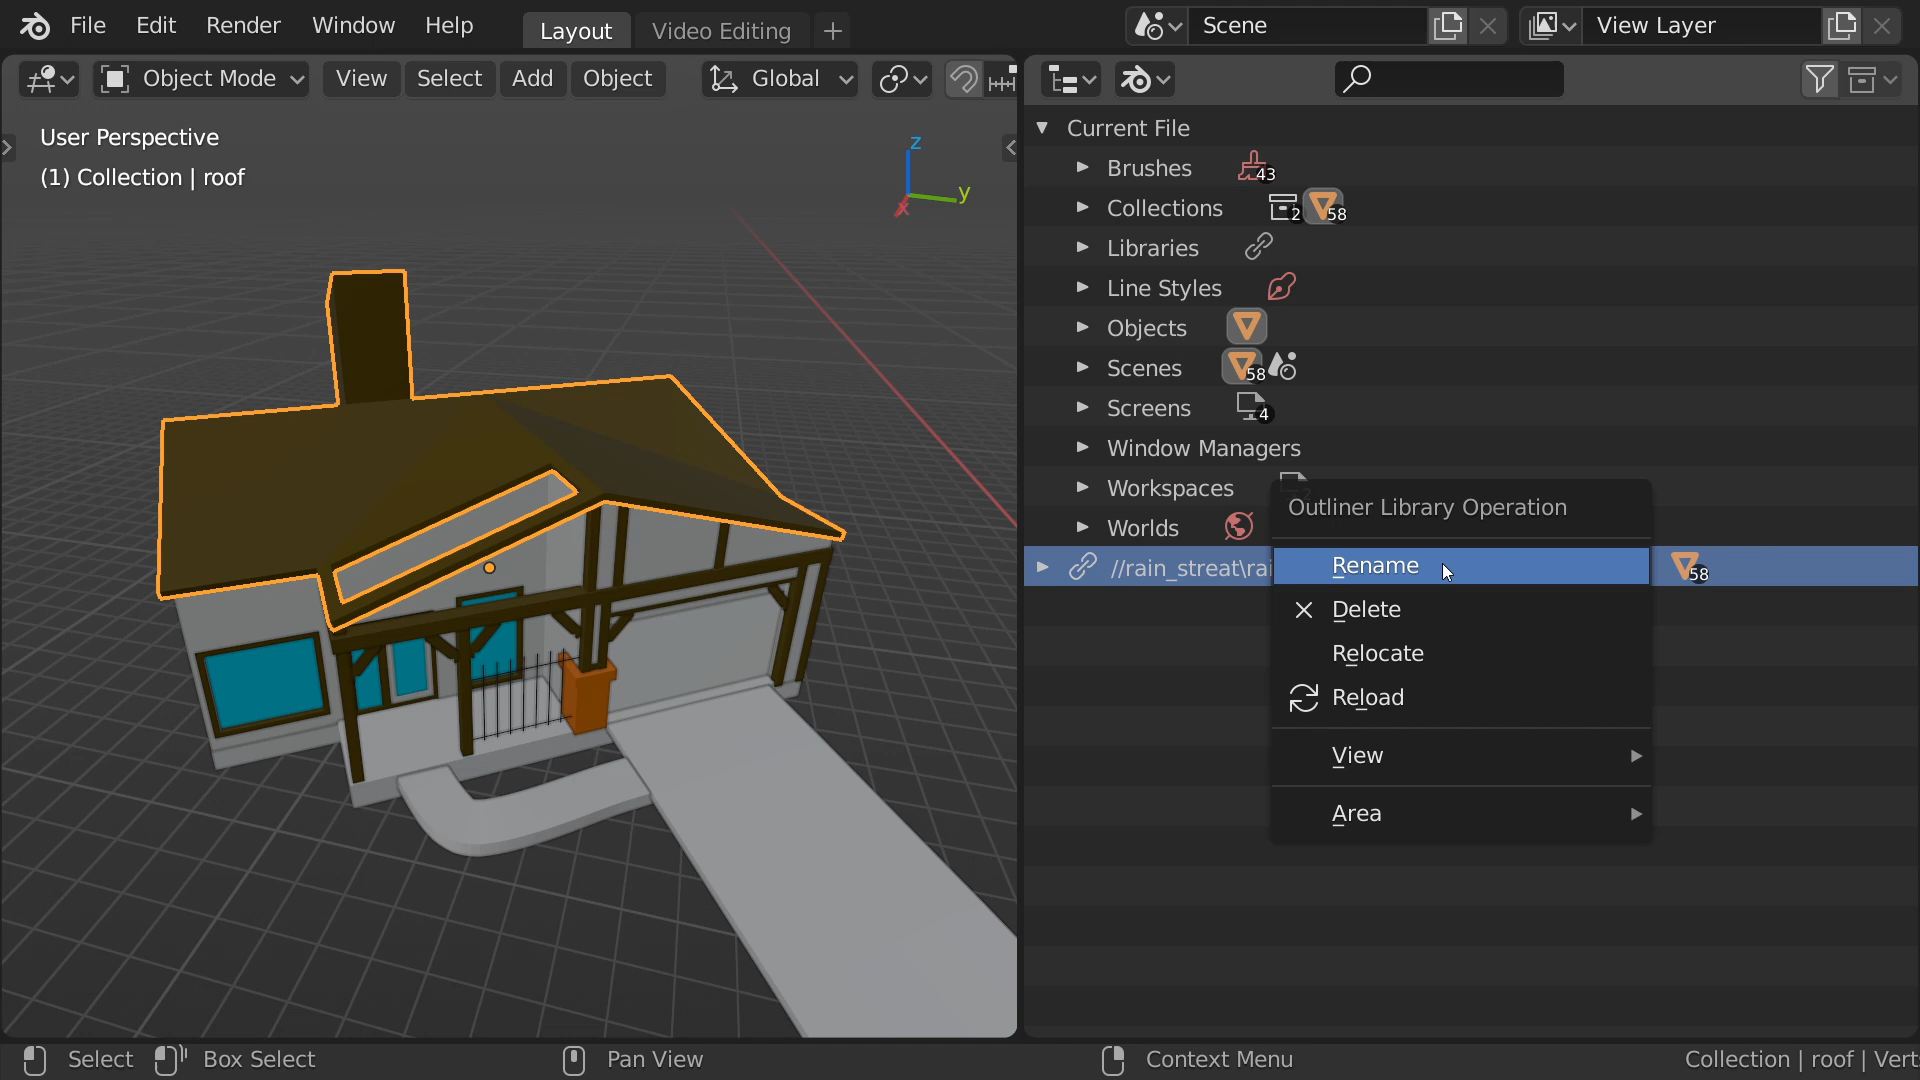 File Edit Render Window Help Layout Video Editing + Scene View Layer
Object Mode View Select Add Object Global
User Perspective
(1) Collection | roof
z
y
x
Current File
Brushes 43
Collections 2 58
Libraries
Line Styles
Objects
Scenes 58
Screens 4
Window Managers
Workspaces
Worlds
//rain_streat\rai 58
Outliner Library Operation
Rename
Delete
Relocate
Reload
View
Area
Select Box Select Pan View Context Menu Collection | roof | Vert